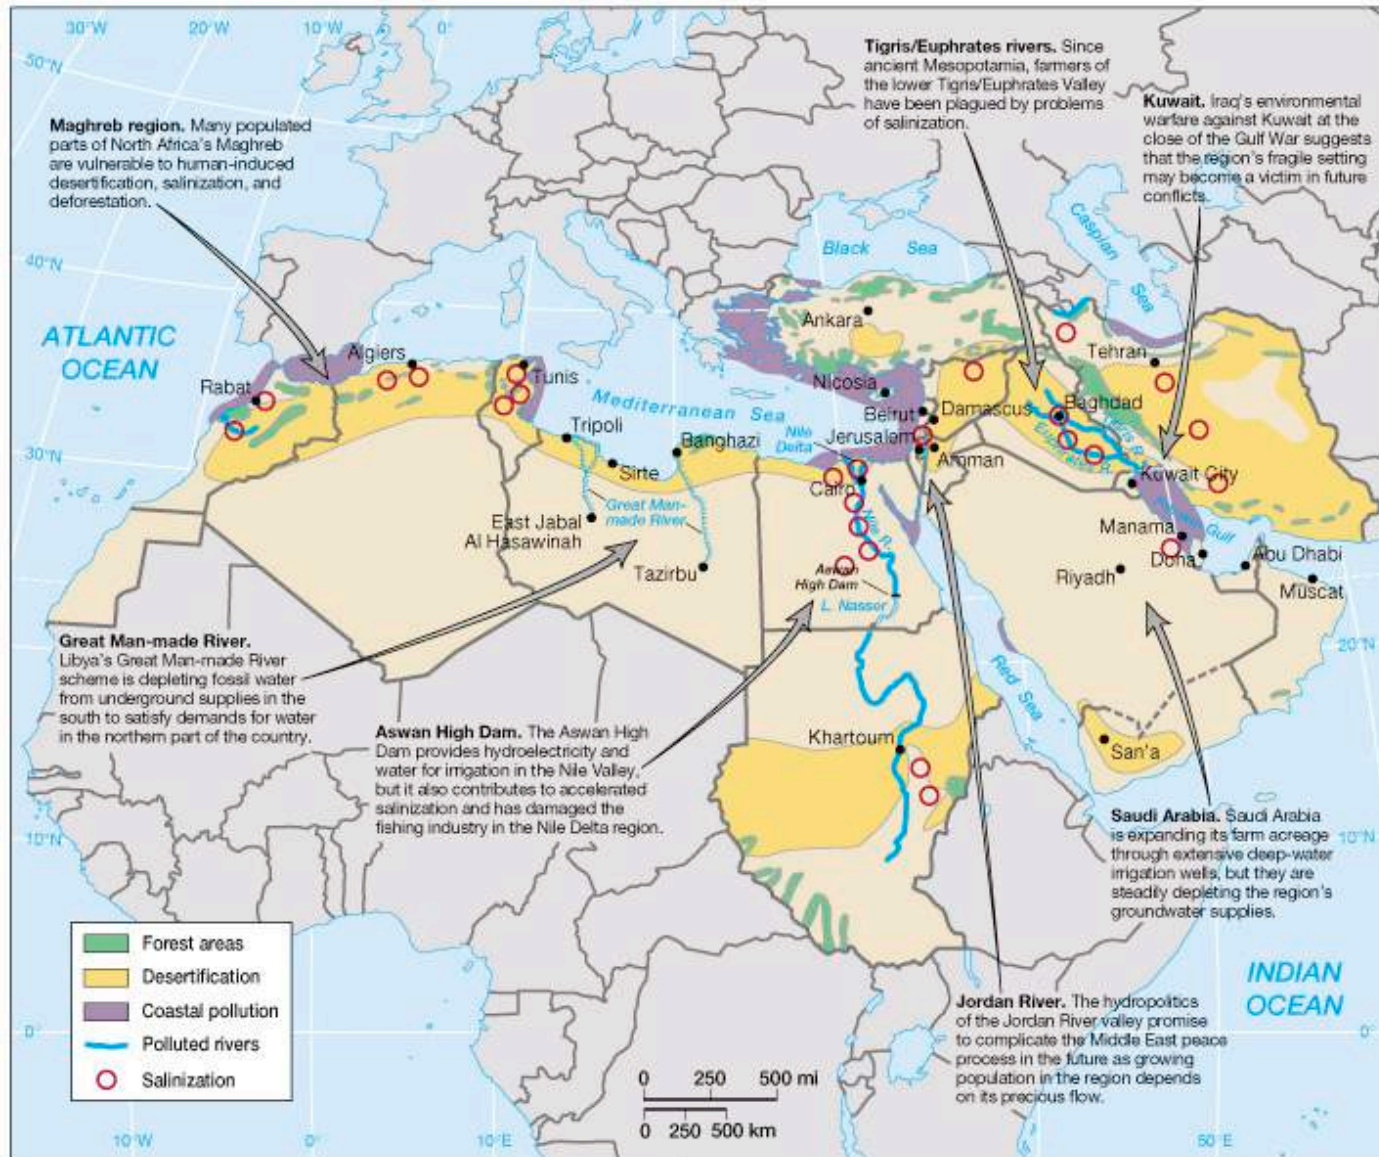 30°W
20°W
10°W
0°
50°N
40°N
30°N
20°N
10°N
10°N
0°
0°
10°W
0°
10°E
50°E
Tigris/Euphrates rivers. Since
ancient Mesopotamia, farmers of
the lower Tigris/Euphrates Valley
have been plagued by problems
of salinization.
Kuwait. Iraq's environmental
warfare against Kuwait at the
close of the Gulf War suggests
that the region's fragile setting
may become a victim in future
conflicts.
Maghreb region. Many populated
parts of North Africa's Maghreb
are vulnerable to human-induced
desertification, salinization, and
deforestation.
Black Sea
Caspian
Sea
ATLANTIC
OCEAN
Ankara
Tehran
Algiers
Rabat
Tunis
Nicosia
Mediterranean Sea
Beirut
Damascus
Baghdad
Tigris R.
Euphrates R.
Tripoli
Banghazi
Nile
Delta
Jerusalem
Amman
Sirte
Cairo
Kuwait City
Great Man-
made River
Nile R.
East Jabal
Al Hasawinah
Manama
Gulf
Doha
Abu Dhabi
Tazirbu
Aswan
High Dam
Riyadh
Muscat
L. Nasser
Great Man-made River.
Libya's Great Man-made River
scheme is depleting fossil water
from underground supplies in the
south to satisfy demands for water
in the northern part of the country.
Red Sea
Aswan High Dam. The Aswan High
Dam provides hydroelectricity and
water for irrigation in the Nile Valley,
but it also contributes to accelerated
salinization and has damaged the
fishing industry in the Nile Delta region.
Khartoum
San'a
Saudi Arabia. Saudi Arabia
is expanding its farm acreage
through extensive deep-water
irrigation wells, but they are
steadily depleting the region's
groundwater supplies.
Forest areas
Desertification
Coastal pollution
Polluted rivers
Salinization
INDIAN
OCEAN
Jordan River. The hydropolitics
of the Jordan River valley promise
to complicate the Middle East peace
process in the future as growing
population in the region depends
on its precious flow.
0 250 500 mi
0 250 500 km